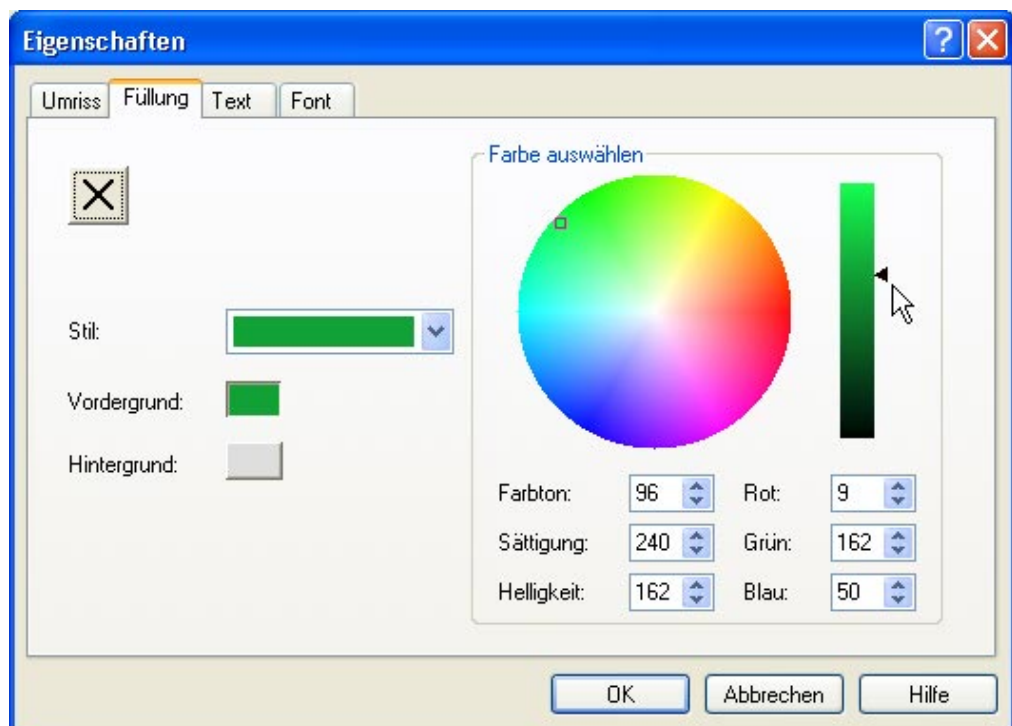 Eigenschaften
Umriss Füllung Text Font
Farbe auswählen
Stil:
Vordergrund:
Hintergrund:
Farbton: 96 Rot: 9
Sättigung: 240 Grün: 162
Helligkeit: 162 Blau: 50
OK Abbrechen Hilfe